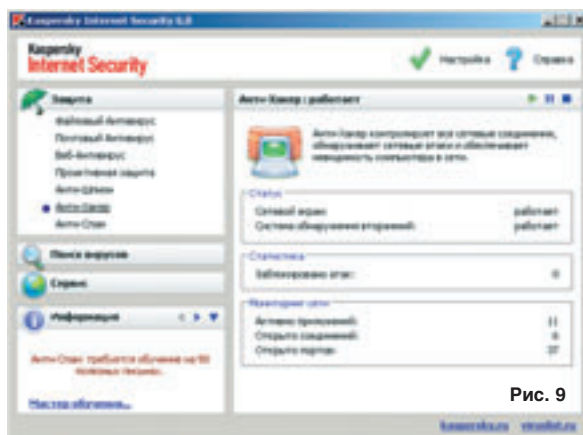 Kaspersky Internet Security 6.0
Kaspersky
Internet Security
Настройка
Справка
Защита
Файловый Антивирус
Почтовый Антивирус
Веб-Антивирус
Проактивная защита
Анти-Шпион
Анти-Хакер
Анти-Спам
Поиск вирусов
Сервис
Информация
Анти-Спам требуется обучение на 50
полезных письмах.
Мастер обучения...
Анти-Хакер : работает
Анти-Хакер контролирует все сетевые соединения,
обнаруживает сетевые атаки и обеспечивает
невидимость компьютера в сети.
Статус
Сетевой экран: работает
Система обнаружения вторжений: работает
Статистика
Заблокировано атак: 0
Мониторинг сети
Активно приложений: 11
Открыто соединений: 6
Открыто портов: 37
Рис. 9
kaspersky.ru viruslist.ru